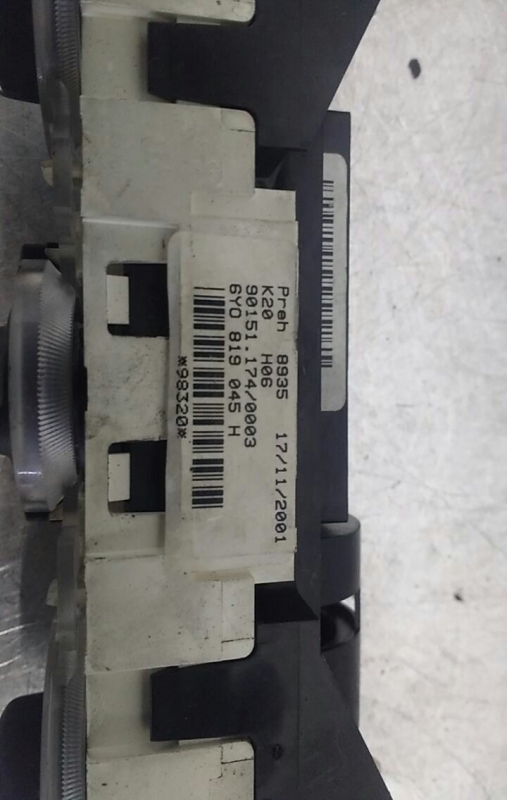 Preh 8935 17/11/2001
K20 H06
90151.174/0003
6Y0 819 045 H
*98320*